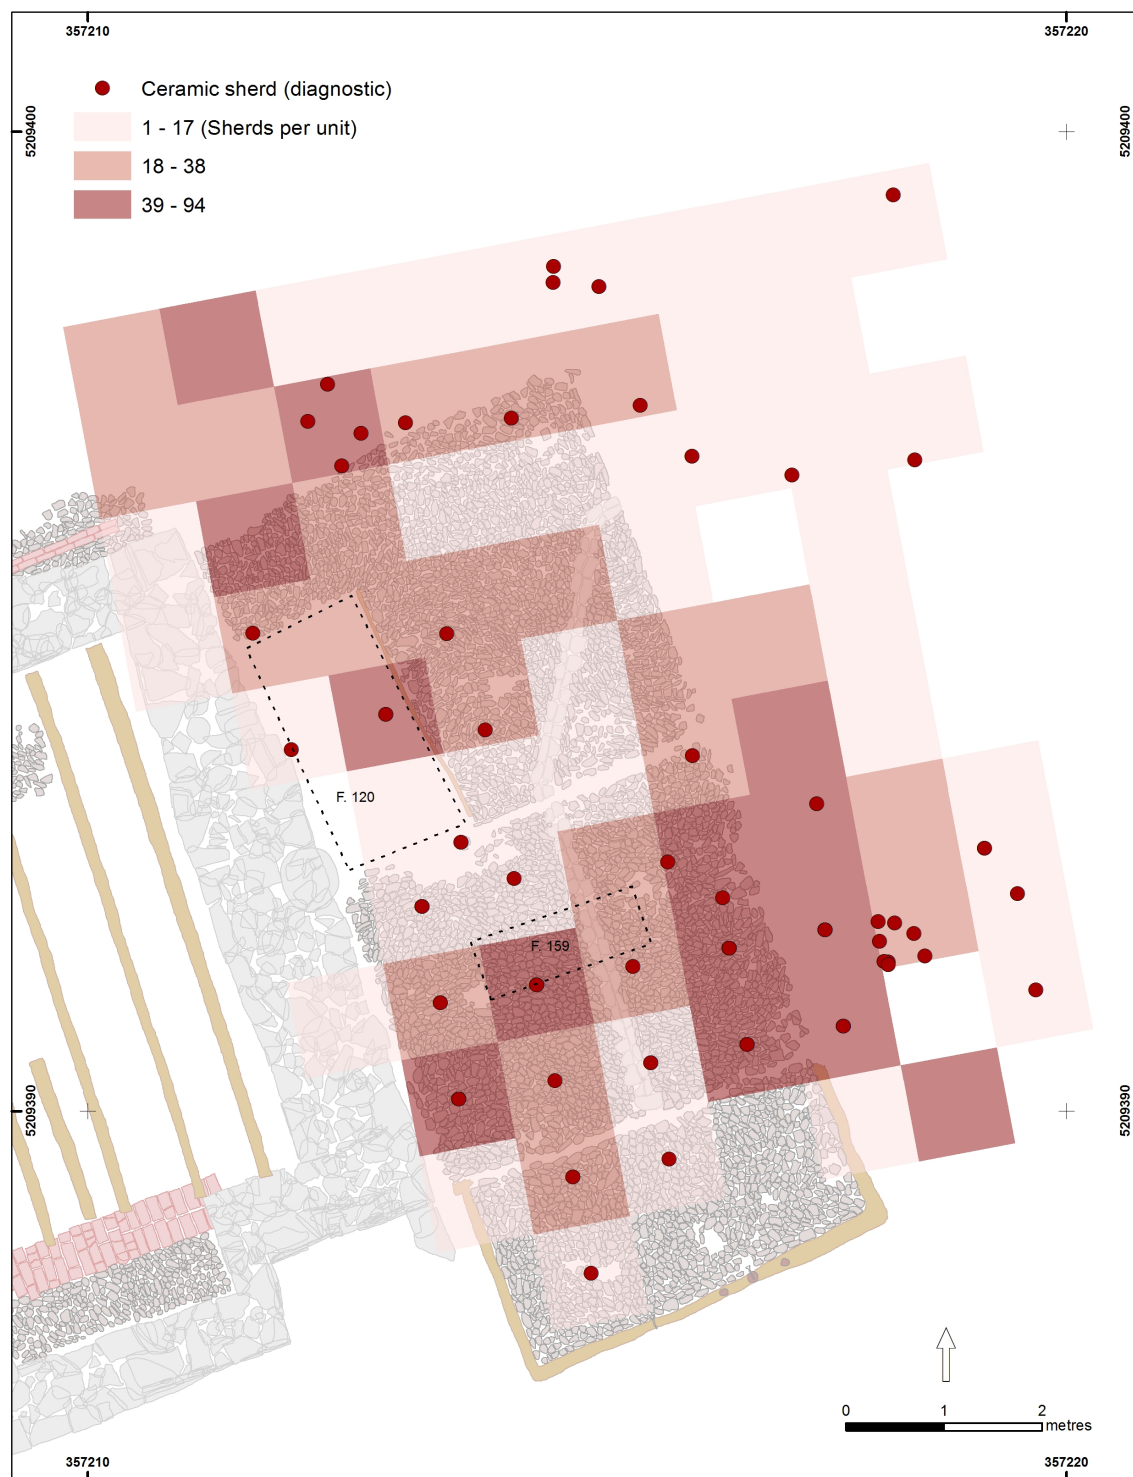 357210
357220
Ceramic sherd (diagnostic)
5209400
5209400
1 - 17 (Sherds per unit)
18 - 38
39 - 94
F. 120
F. 159
5209390
5209390
0
1
2
metres
357210
357220